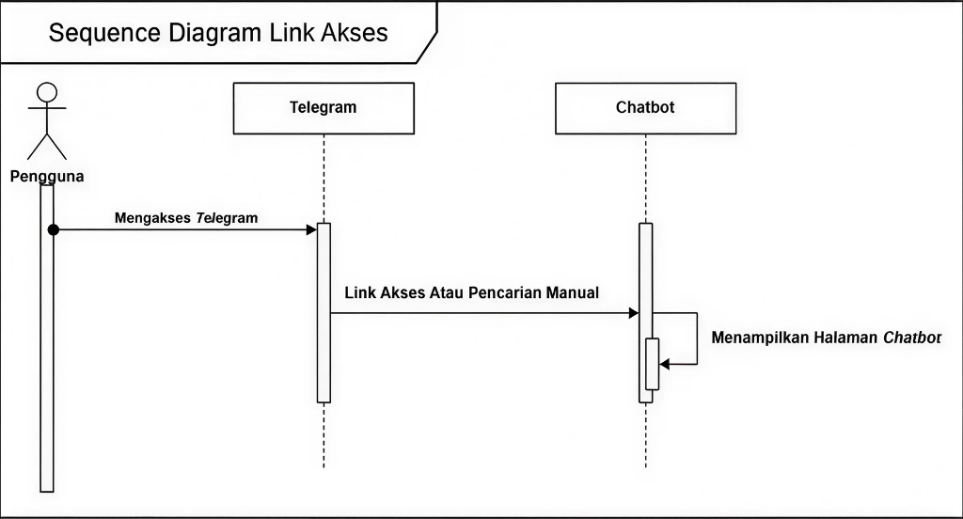 Sequence Diagram Link Akses
Telegram
Chatbot
Pengguna
Mengakses Telegram
Link Akses Atau Pencarian Manual
Menampilkan Halaman Chatbot